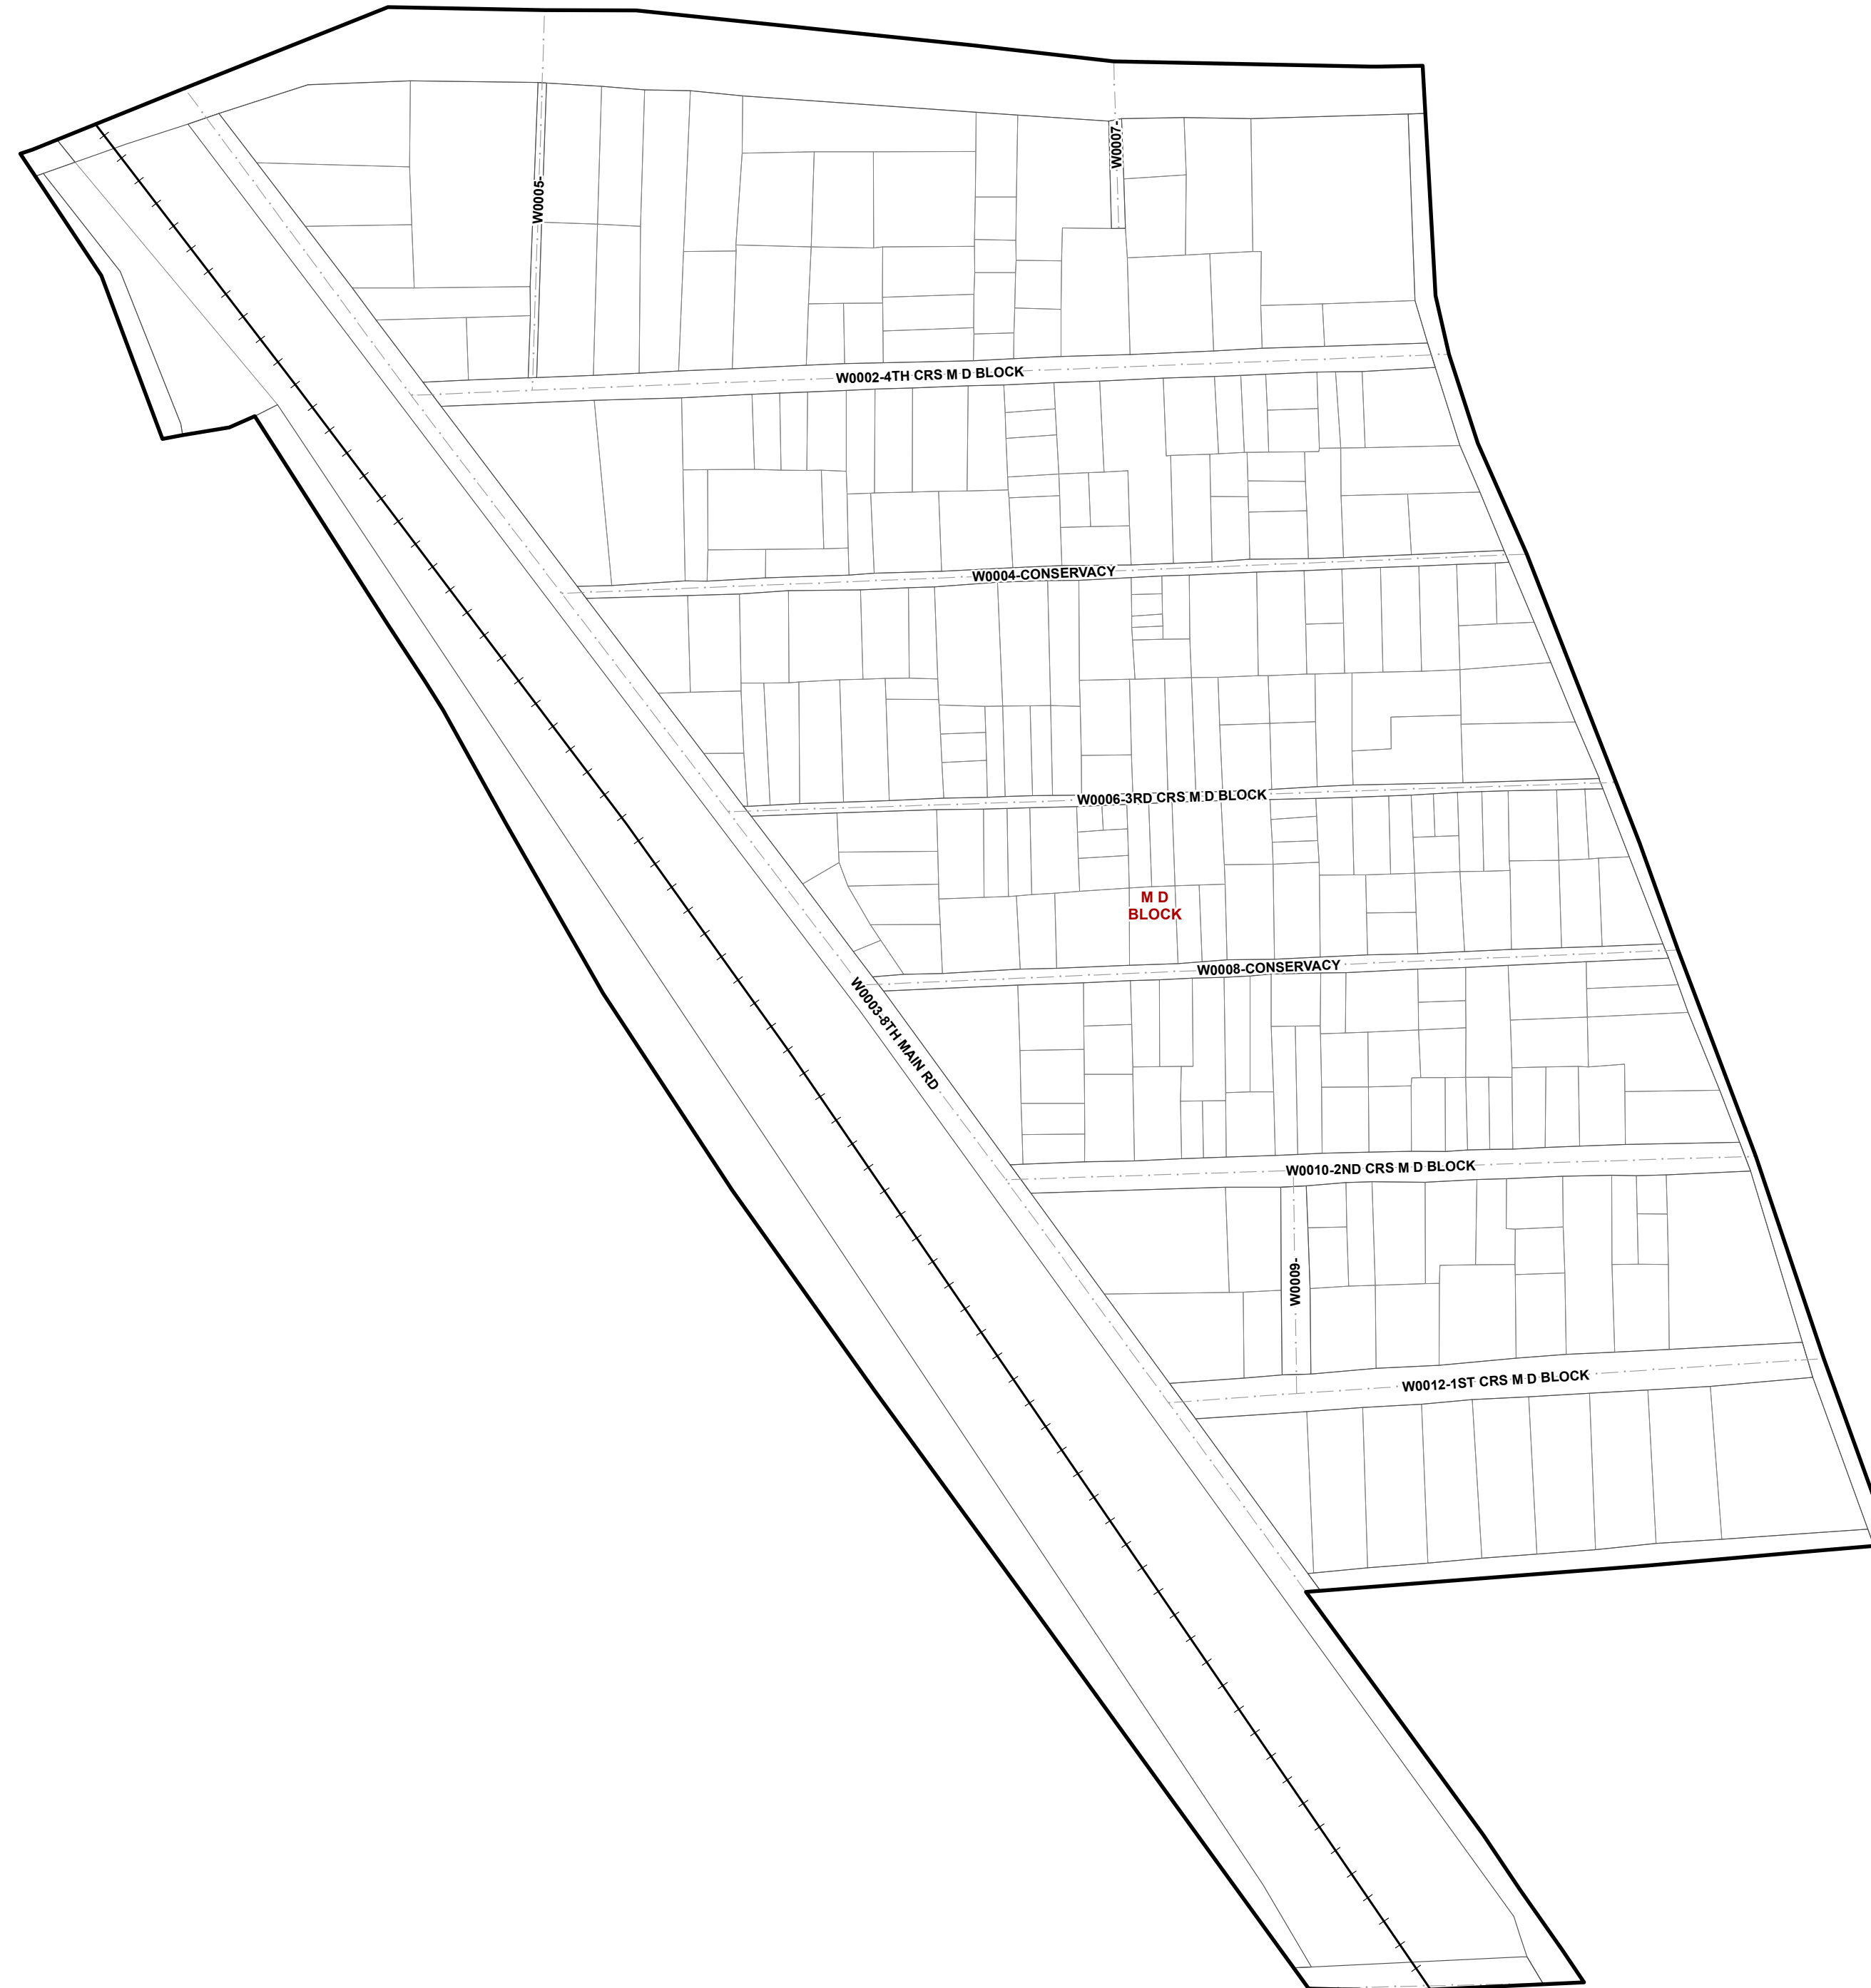 W0007-
W0005-
W0002-4TH CRS M D BLOCK
W0004-CONSERVACY
W0006-3RD CRS M D BLOCK
M D
BLOCK
W0008-CONSERVACY
W0003-8TH MAIN RD
W0010-2ND CRS M D BLOCK
W0009-
W0012-1ST CRS M D BLOCK